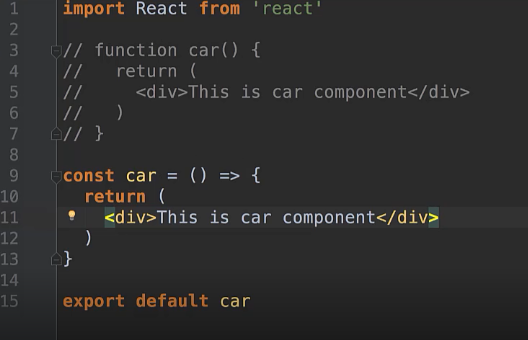 1 import React from 'react'
2
3 // function car() {
4 //   return (
5 //     <div>This is car component</div>
6 //   )
7 // }
8
9 const car = () => {
10   return (
11     <div>This is car component</div>
12   )
13 }
14
15 export default car